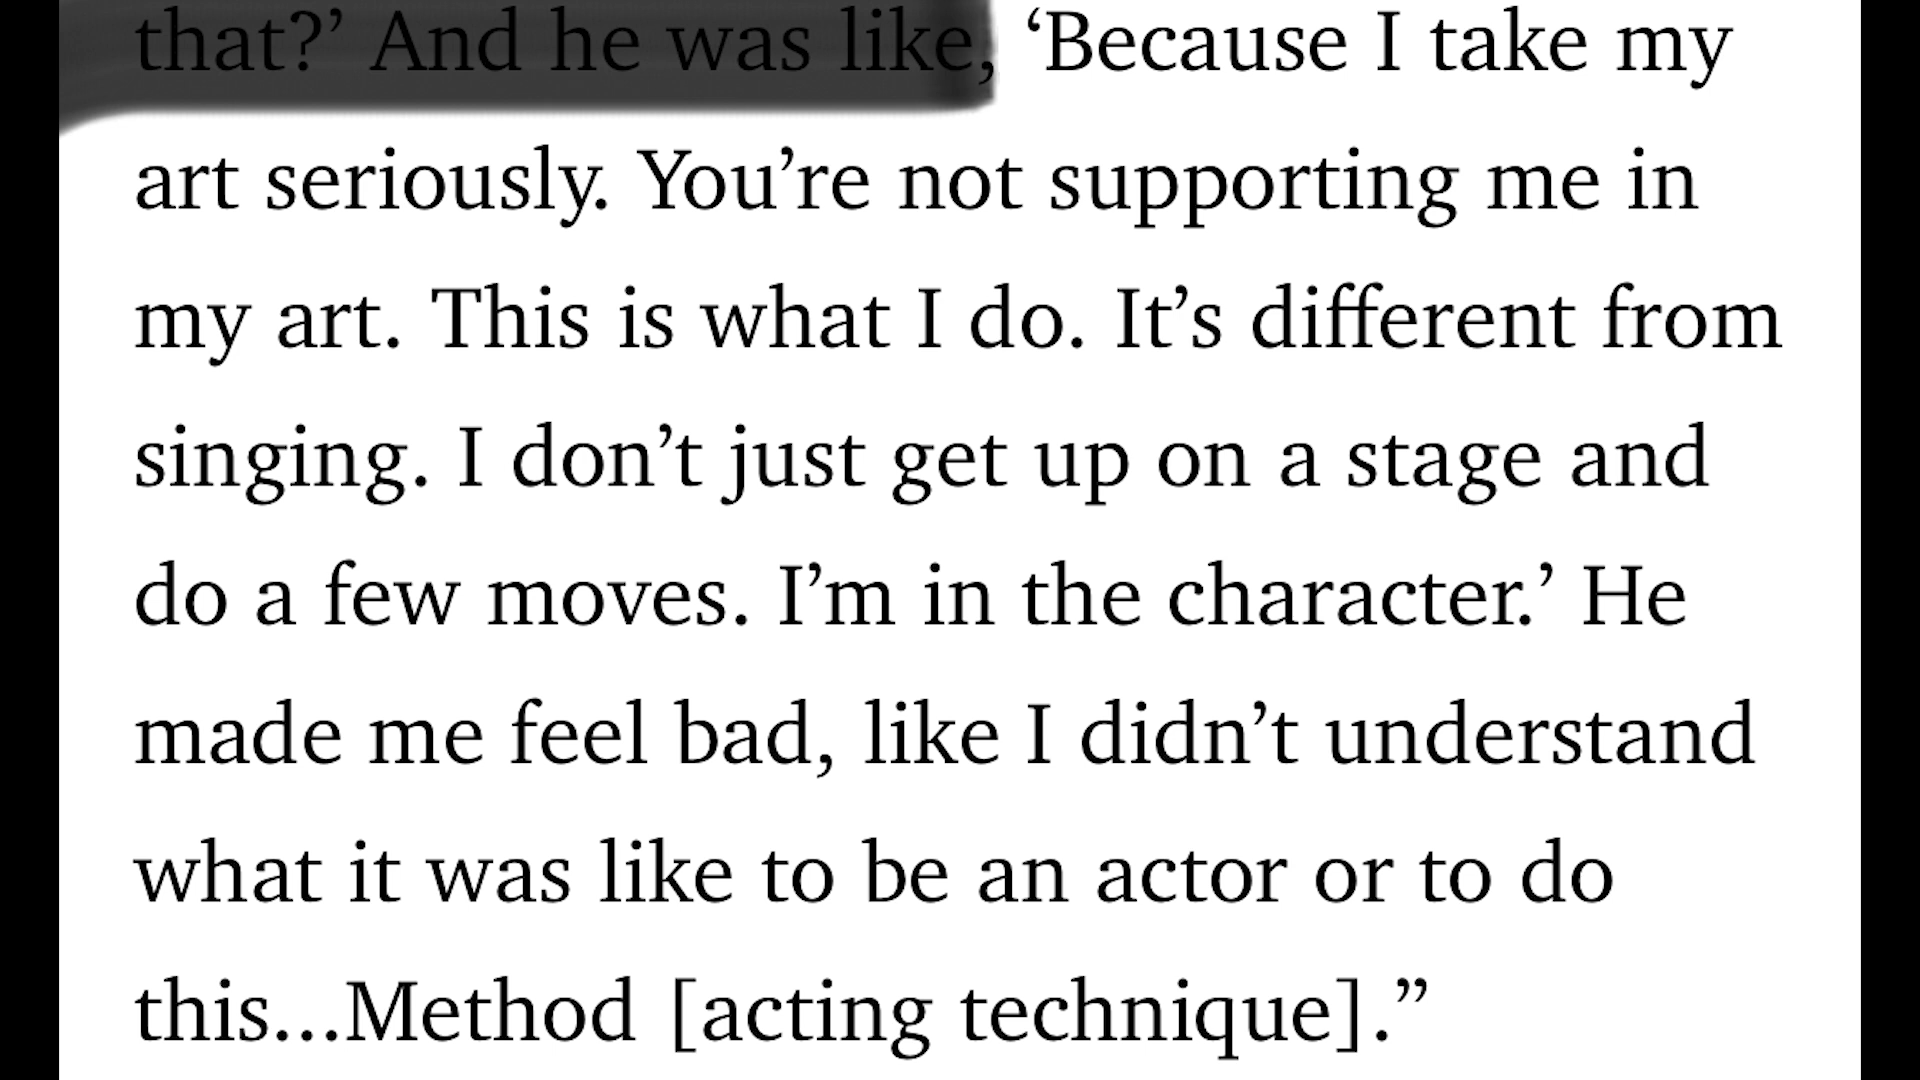 that?’ And he was like, ‘Because I take my
art seriously. You’re not supporting me in
my art. This is what I do. It’s different from
singing. I don’t just get up on a stage and
do a few moves. I’m in the character.’ He
made me feel bad, like I didn’t understand
what it was like to be an actor or to do
this…Method [acting technique].”